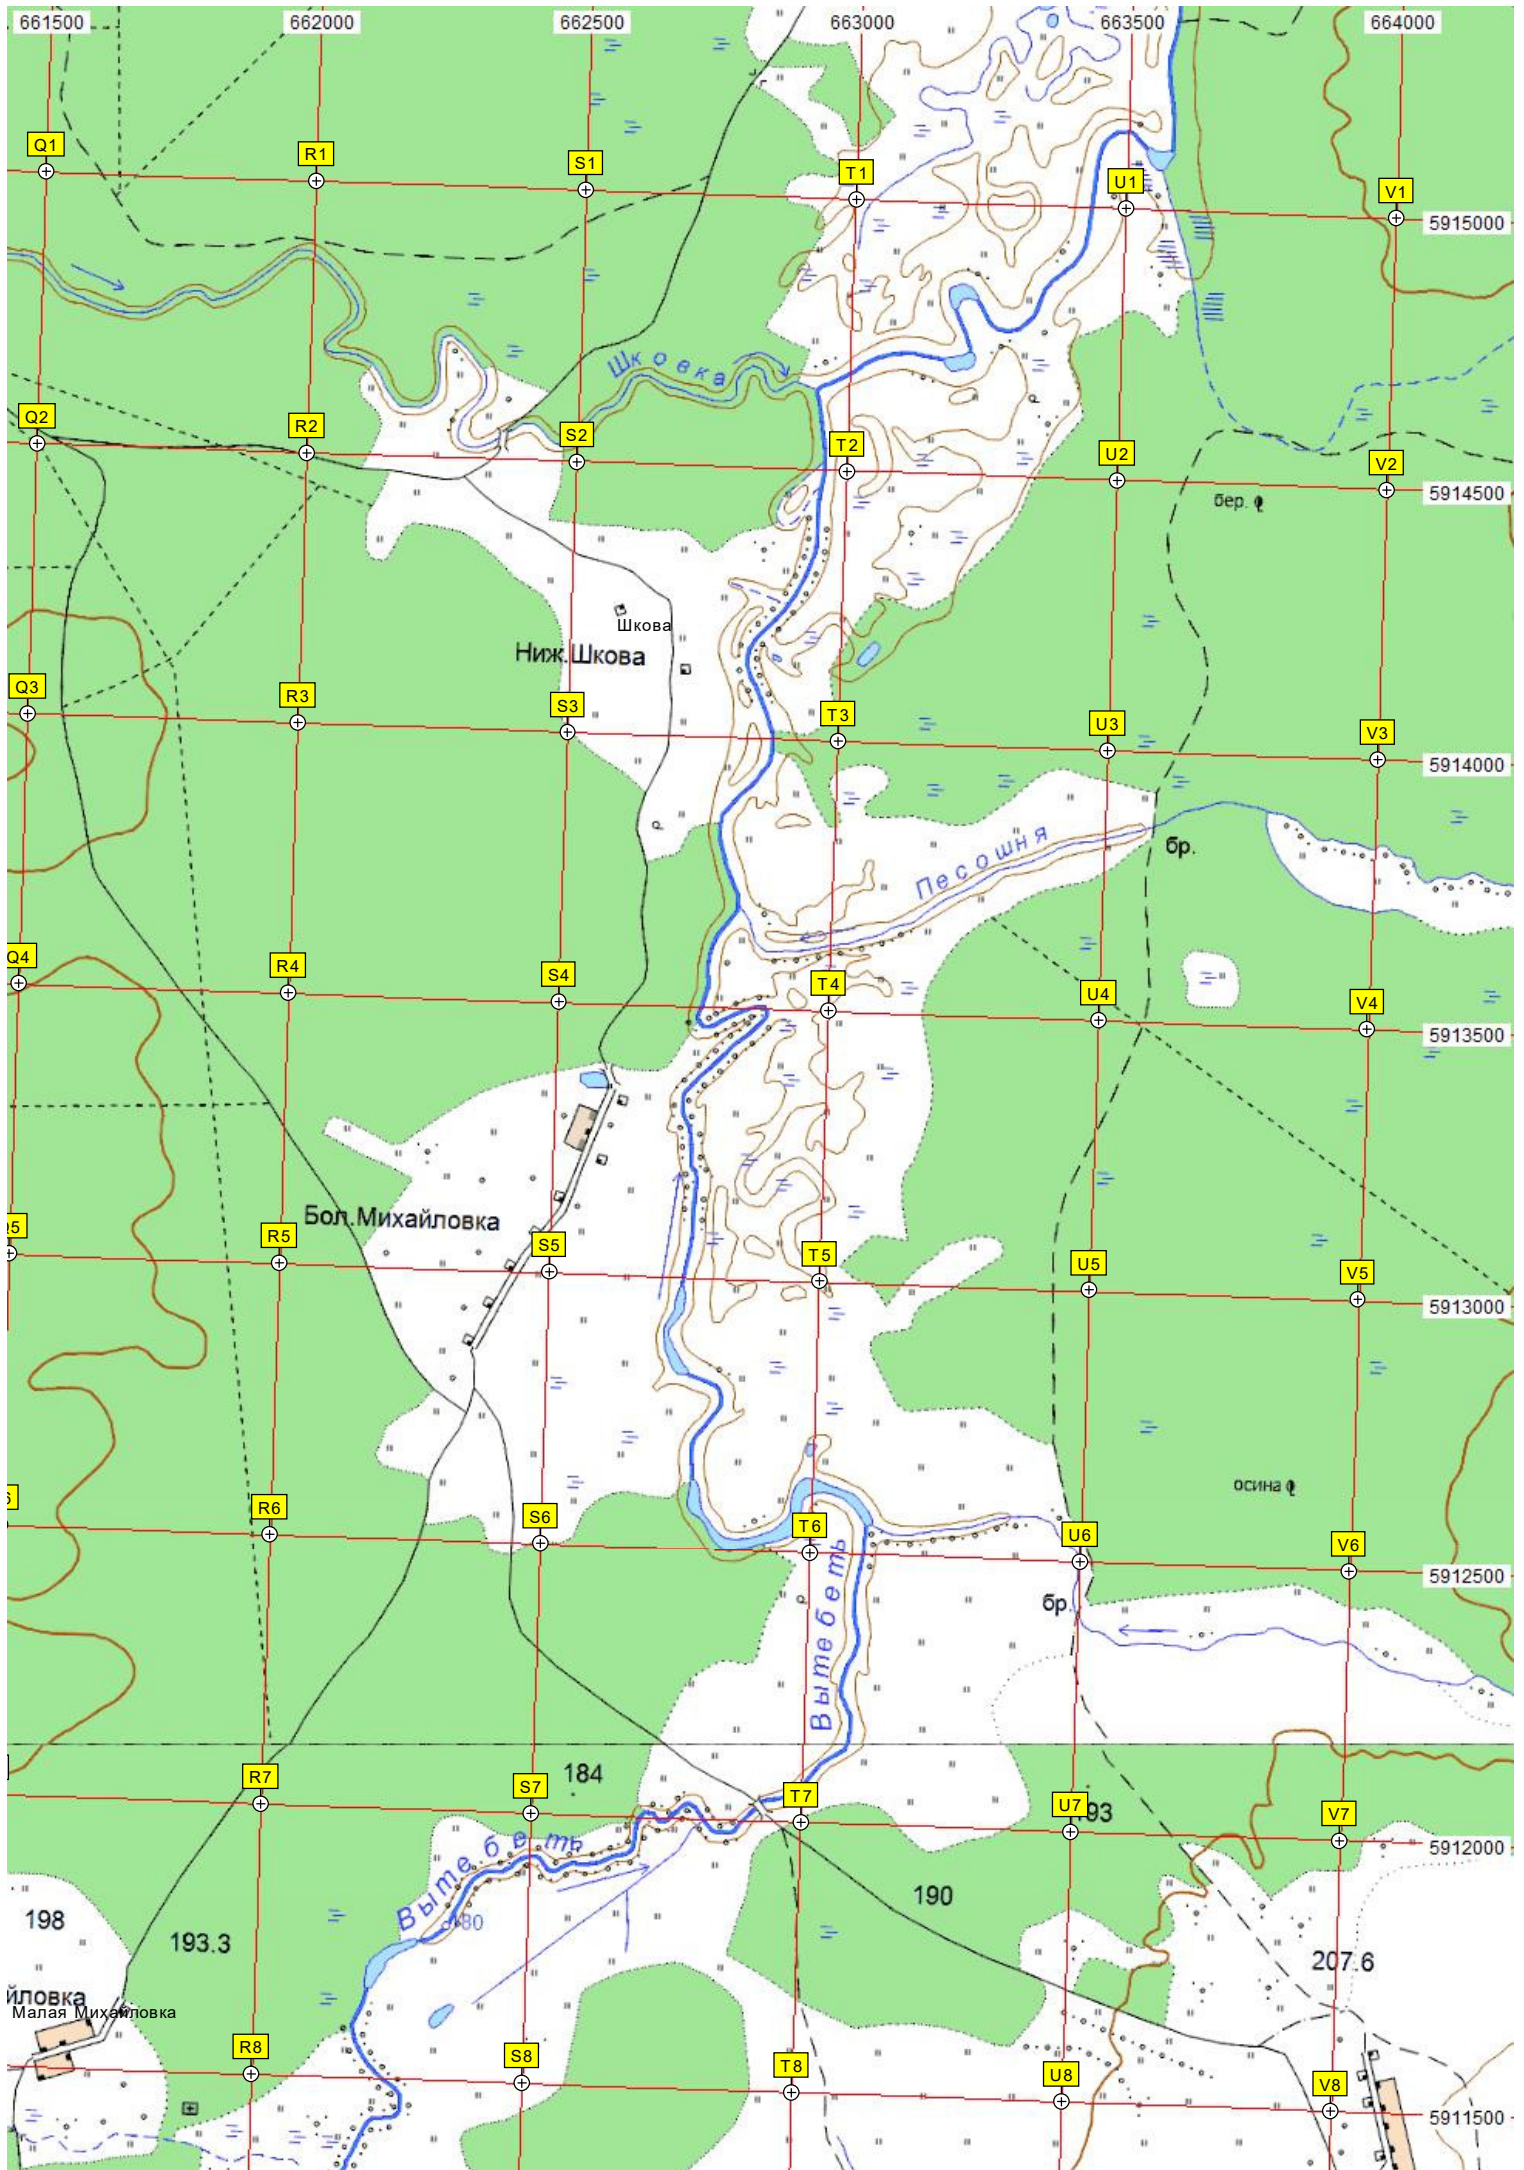 661500 662000 662500 663000 663500 664000
Q1 R1 S1 T1 U1 V1
5915000
Шковка
Q2 R2 S2 T2 U2 V2
5914500
бер.
Шкова
Ниж.Шкова
Q3 R3 S3 T3 U3 V3
5914000
Песошня
бр.
Q4 R4 S4 T4 U4 V4
5913500
Бол.Михайловка
R5 S5 T5 U5 V5
5913000
осина
R6 S6 T6 U6 V6
5912500
Вытебеть
бр.
184
R7 S7 T7 U7 V7
5912000
Вытебеть
190
198
193.3
207.6
йловка
Малая Михайловка
R8 S8 T8 U8 V8
5911500